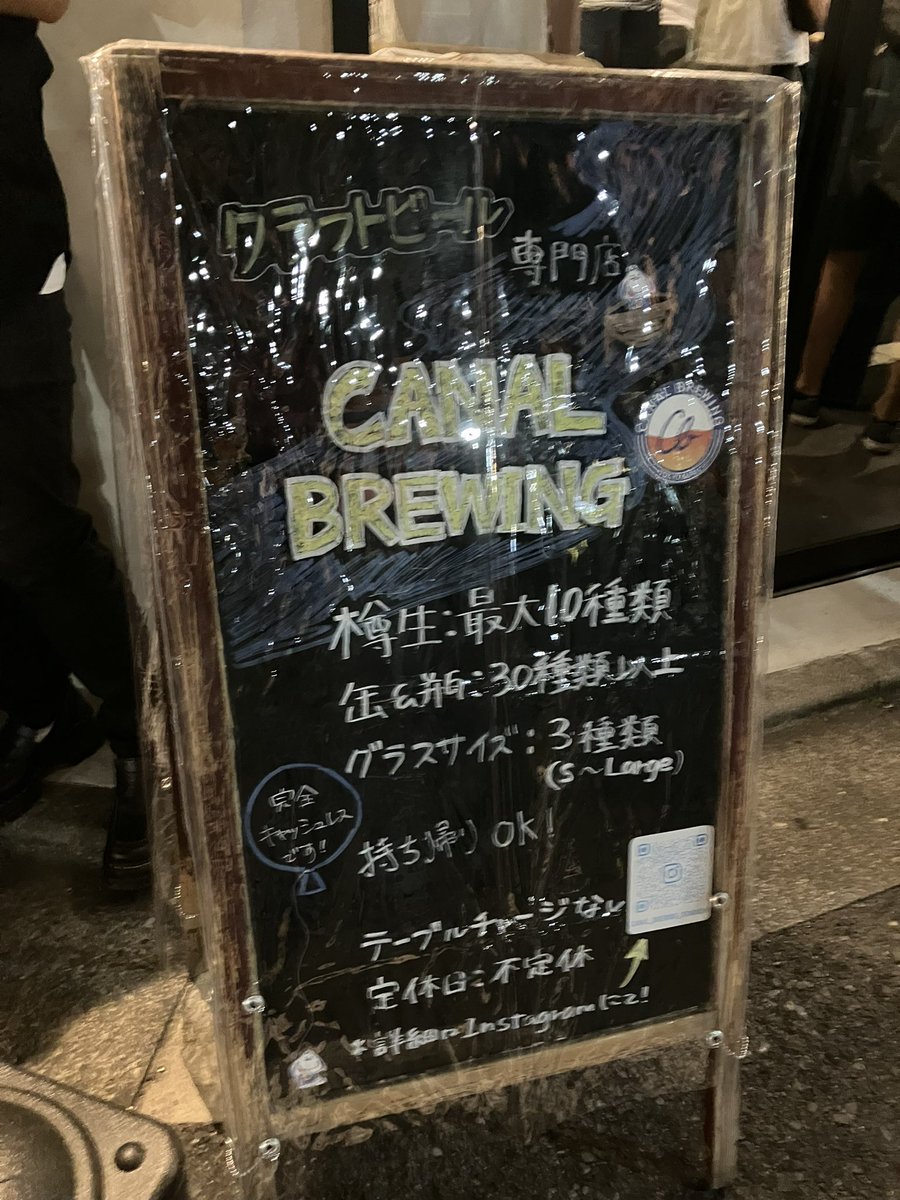 クラフトビール
専門店
CANAL
BREWING
CANAL BREWING
樽生:最大10種類
缶&瓶:30種類以上
グラスサイズ:3種類
(S~Large)
完全
キャッシュレス
です!
持ち帰りOK!
テーブルチャージなし
定休日:不定休
*詳細はInstagramにて!